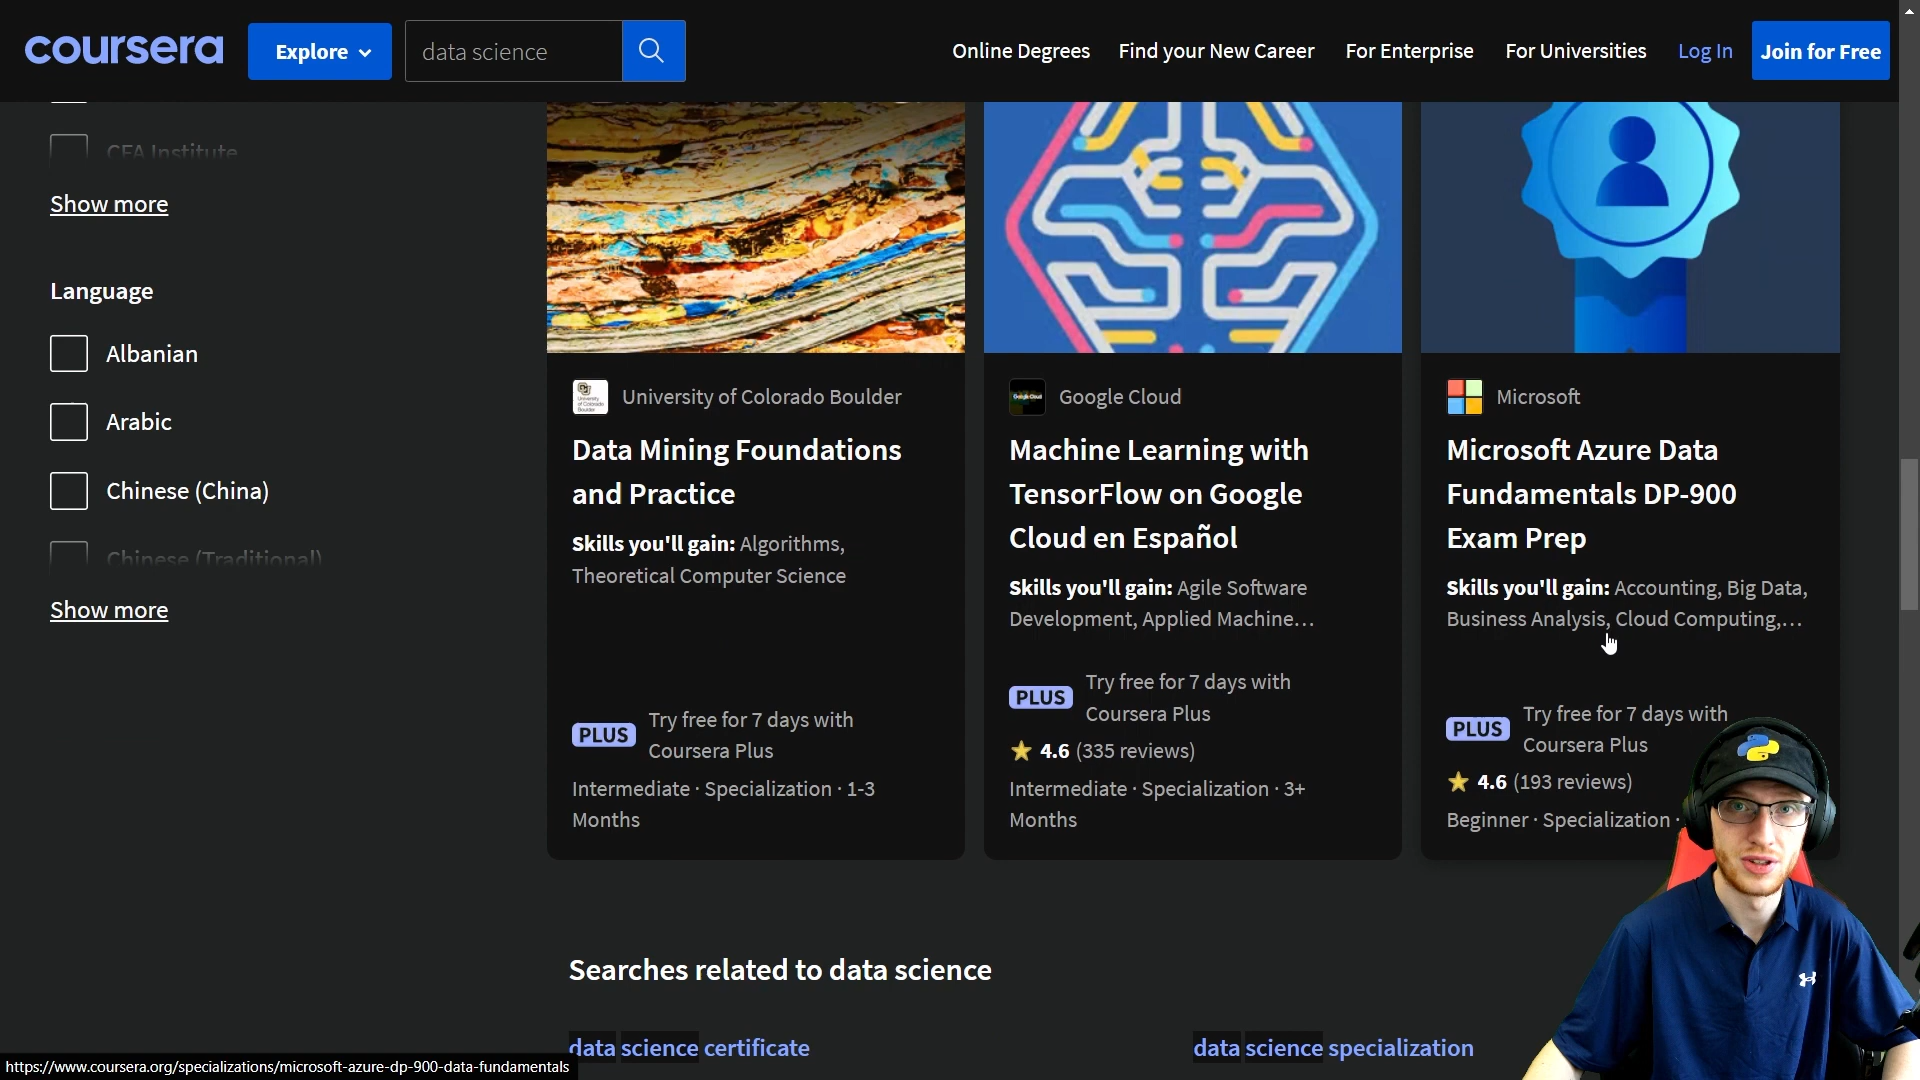 coursera
Explore
data science
Online Degrees
Find your New Career
For Enterprise
For Universities
Log In
Join for Free
CFA Institute
Show more
Language
Albanian
Arabic
Chinese (China)
Chinese (Traditional)
Show more
University of Colorado Boulder
Data Mining Foundations
and Practice
Skills you'll gain: Algorithms,
Theoretical Computer Science
PLUS
Try free for 7 days with
Coursera Plus
Intermediate · Specialization · 1-3
Months
Google Cloud
Machine Learning with
TensorFlow on Google
Cloud en Español
Skills you'll gain: Agile Software
Development, Applied Machine...
PLUS
Try free for 7 days with
Coursera Plus
4.6 (335 reviews)
Intermediate · Specialization · 3+
Months
Microsoft
Microsoft Azure Data
Fundamentals DP-900
Exam Prep
Skills you'll gain: Accounting, Big Data,
Business Analysis, Cloud Computing,...
PLUS
Try free for 7 days with
Coursera Plus
4.6 (193 reviews)
Beginner · Specialization ·
Searches related to data science
data science certificate
data science specialization
https://www.coursera.org/specializations/microsoft-azure-dp-900-data-fundamentals